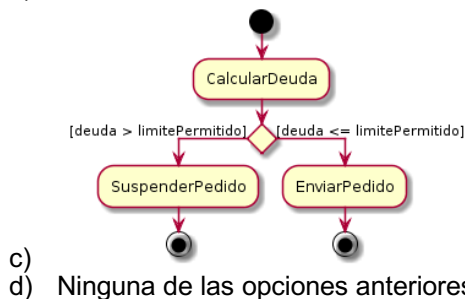 CalcularDeuda
[deuda > limitePermitido] [deuda <= limitePermitido]
SuspenderPedido EnviarPedido
c)
d) Ninguna de las opciones anteriores